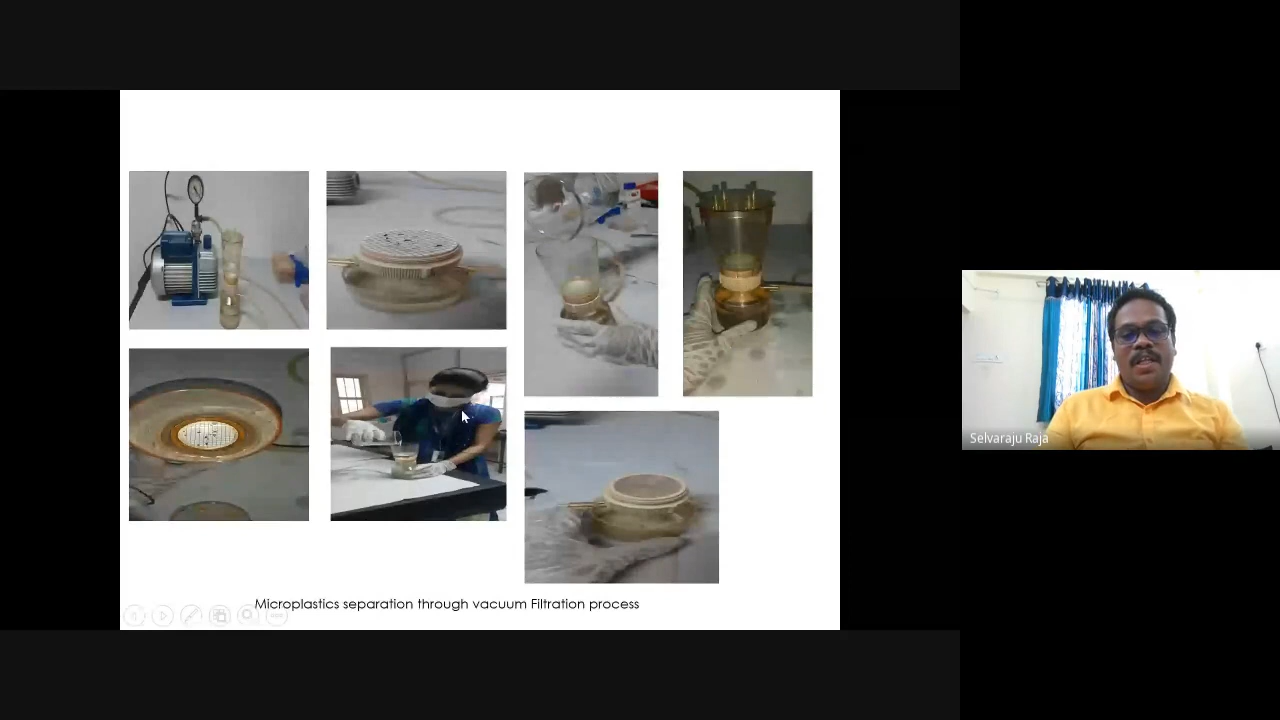 Selvaraju Raja
Microplastics separation through vacuum Filtration process